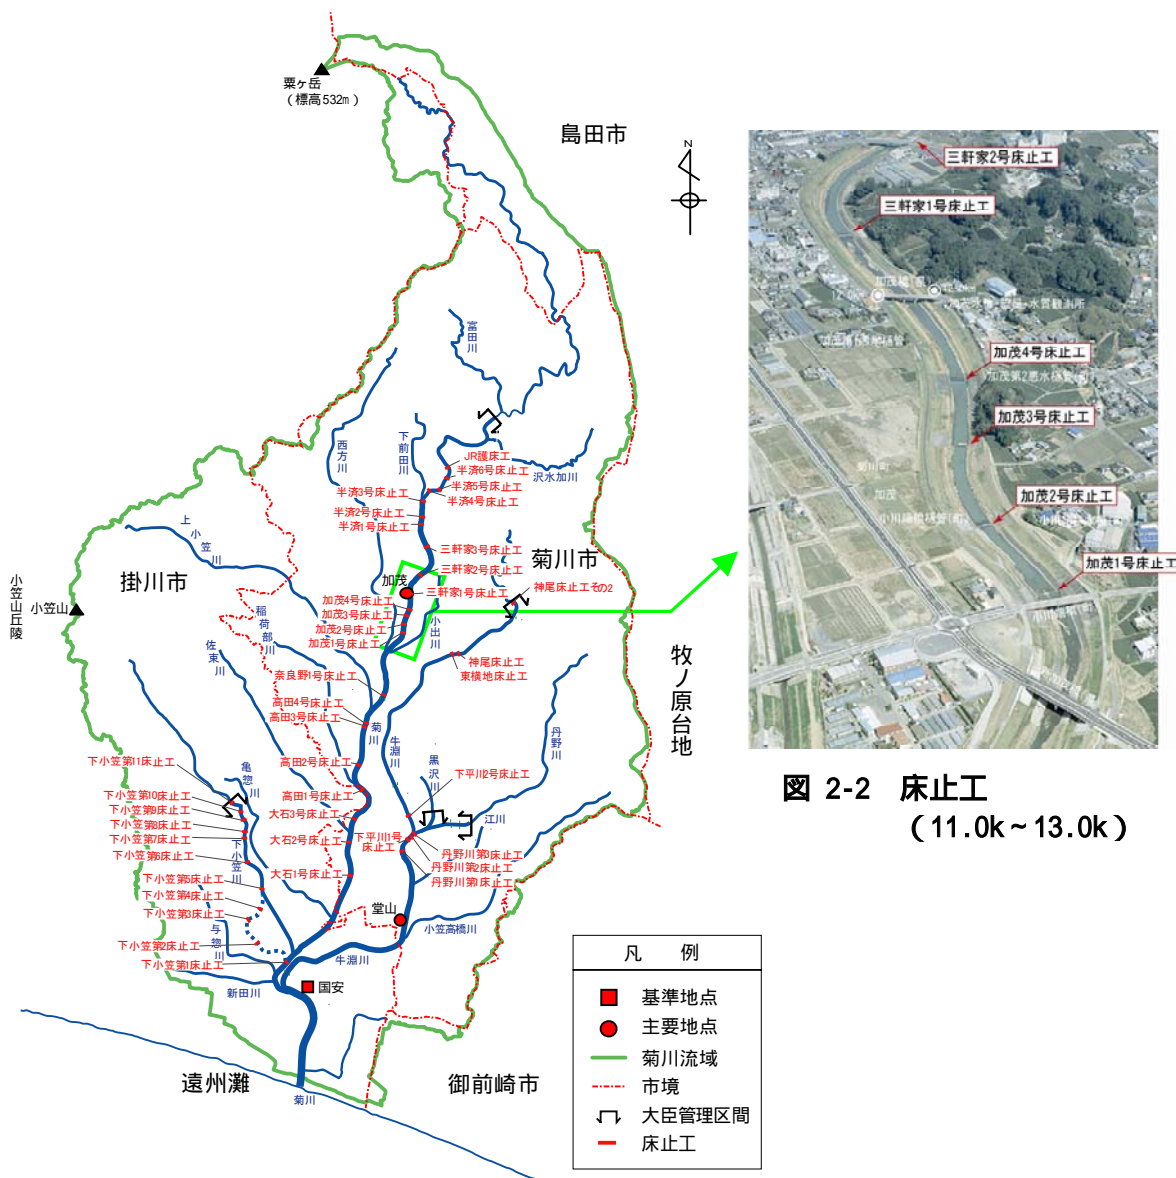 粟ヶ岳
(標高532m)
島田市
N
富田川
西方川
下前田川
JR護床工
半済6号床止工
沢水加川
半済5号床止工
半済3号床止工
半済4号床止工
半済2号床止工
半済1号床止工
上小笠川
三軒家3号床止工
菊川市
掛川市
加茂
三軒家2号床止工
小笠山丘陵
小笠山
三軒家1号床止工
神尾床止工その2
加茂4号床止工
加茂3号床止工
稲荷部川
小出川
加茂2号床止工
佐束川
加茂1号床止工
神尾床止工
東横地床止工
牧ノ原台地
奈良野1号床止工
高田4号床止工
高田3号床止工
菊川
牛淵川
丹野川
黒沢川
高田2号床止工
下平川2号床止工
下小笠第11床止工
亀惣川
高田1号床止工
下小笠第10床止工
下小笠第9床止工
大石3号床止工
江川
下小笠第8床止工
下小笠第7床止工
大石2号床止工
下平川1号
床止工
下小笠川
丹野川第3床止工
下小笠第6床止工
丹野川第2床止工
下小笠第5床止工
大石1号床止工
丹野川第1床止工
下小笠第4床止工
下小笠第3床止工
堂山
与惣川
小笠高橋川
下小笠第2床止工
下小笠第1床止工
牛淵川
新田川
国安
遠州灘
菊川
御前崎市
凡 例
基準地点
主要地点
菊川流域
市境
大臣管理区間
床止工
三軒家2号床止工
三軒家1号床止工
加茂4号床止工
加茂3号床止工
菊川町
加茂
加茂2号床止工
加茂1号床止工
図 2-2 床止工
(11.0k~13.0k)